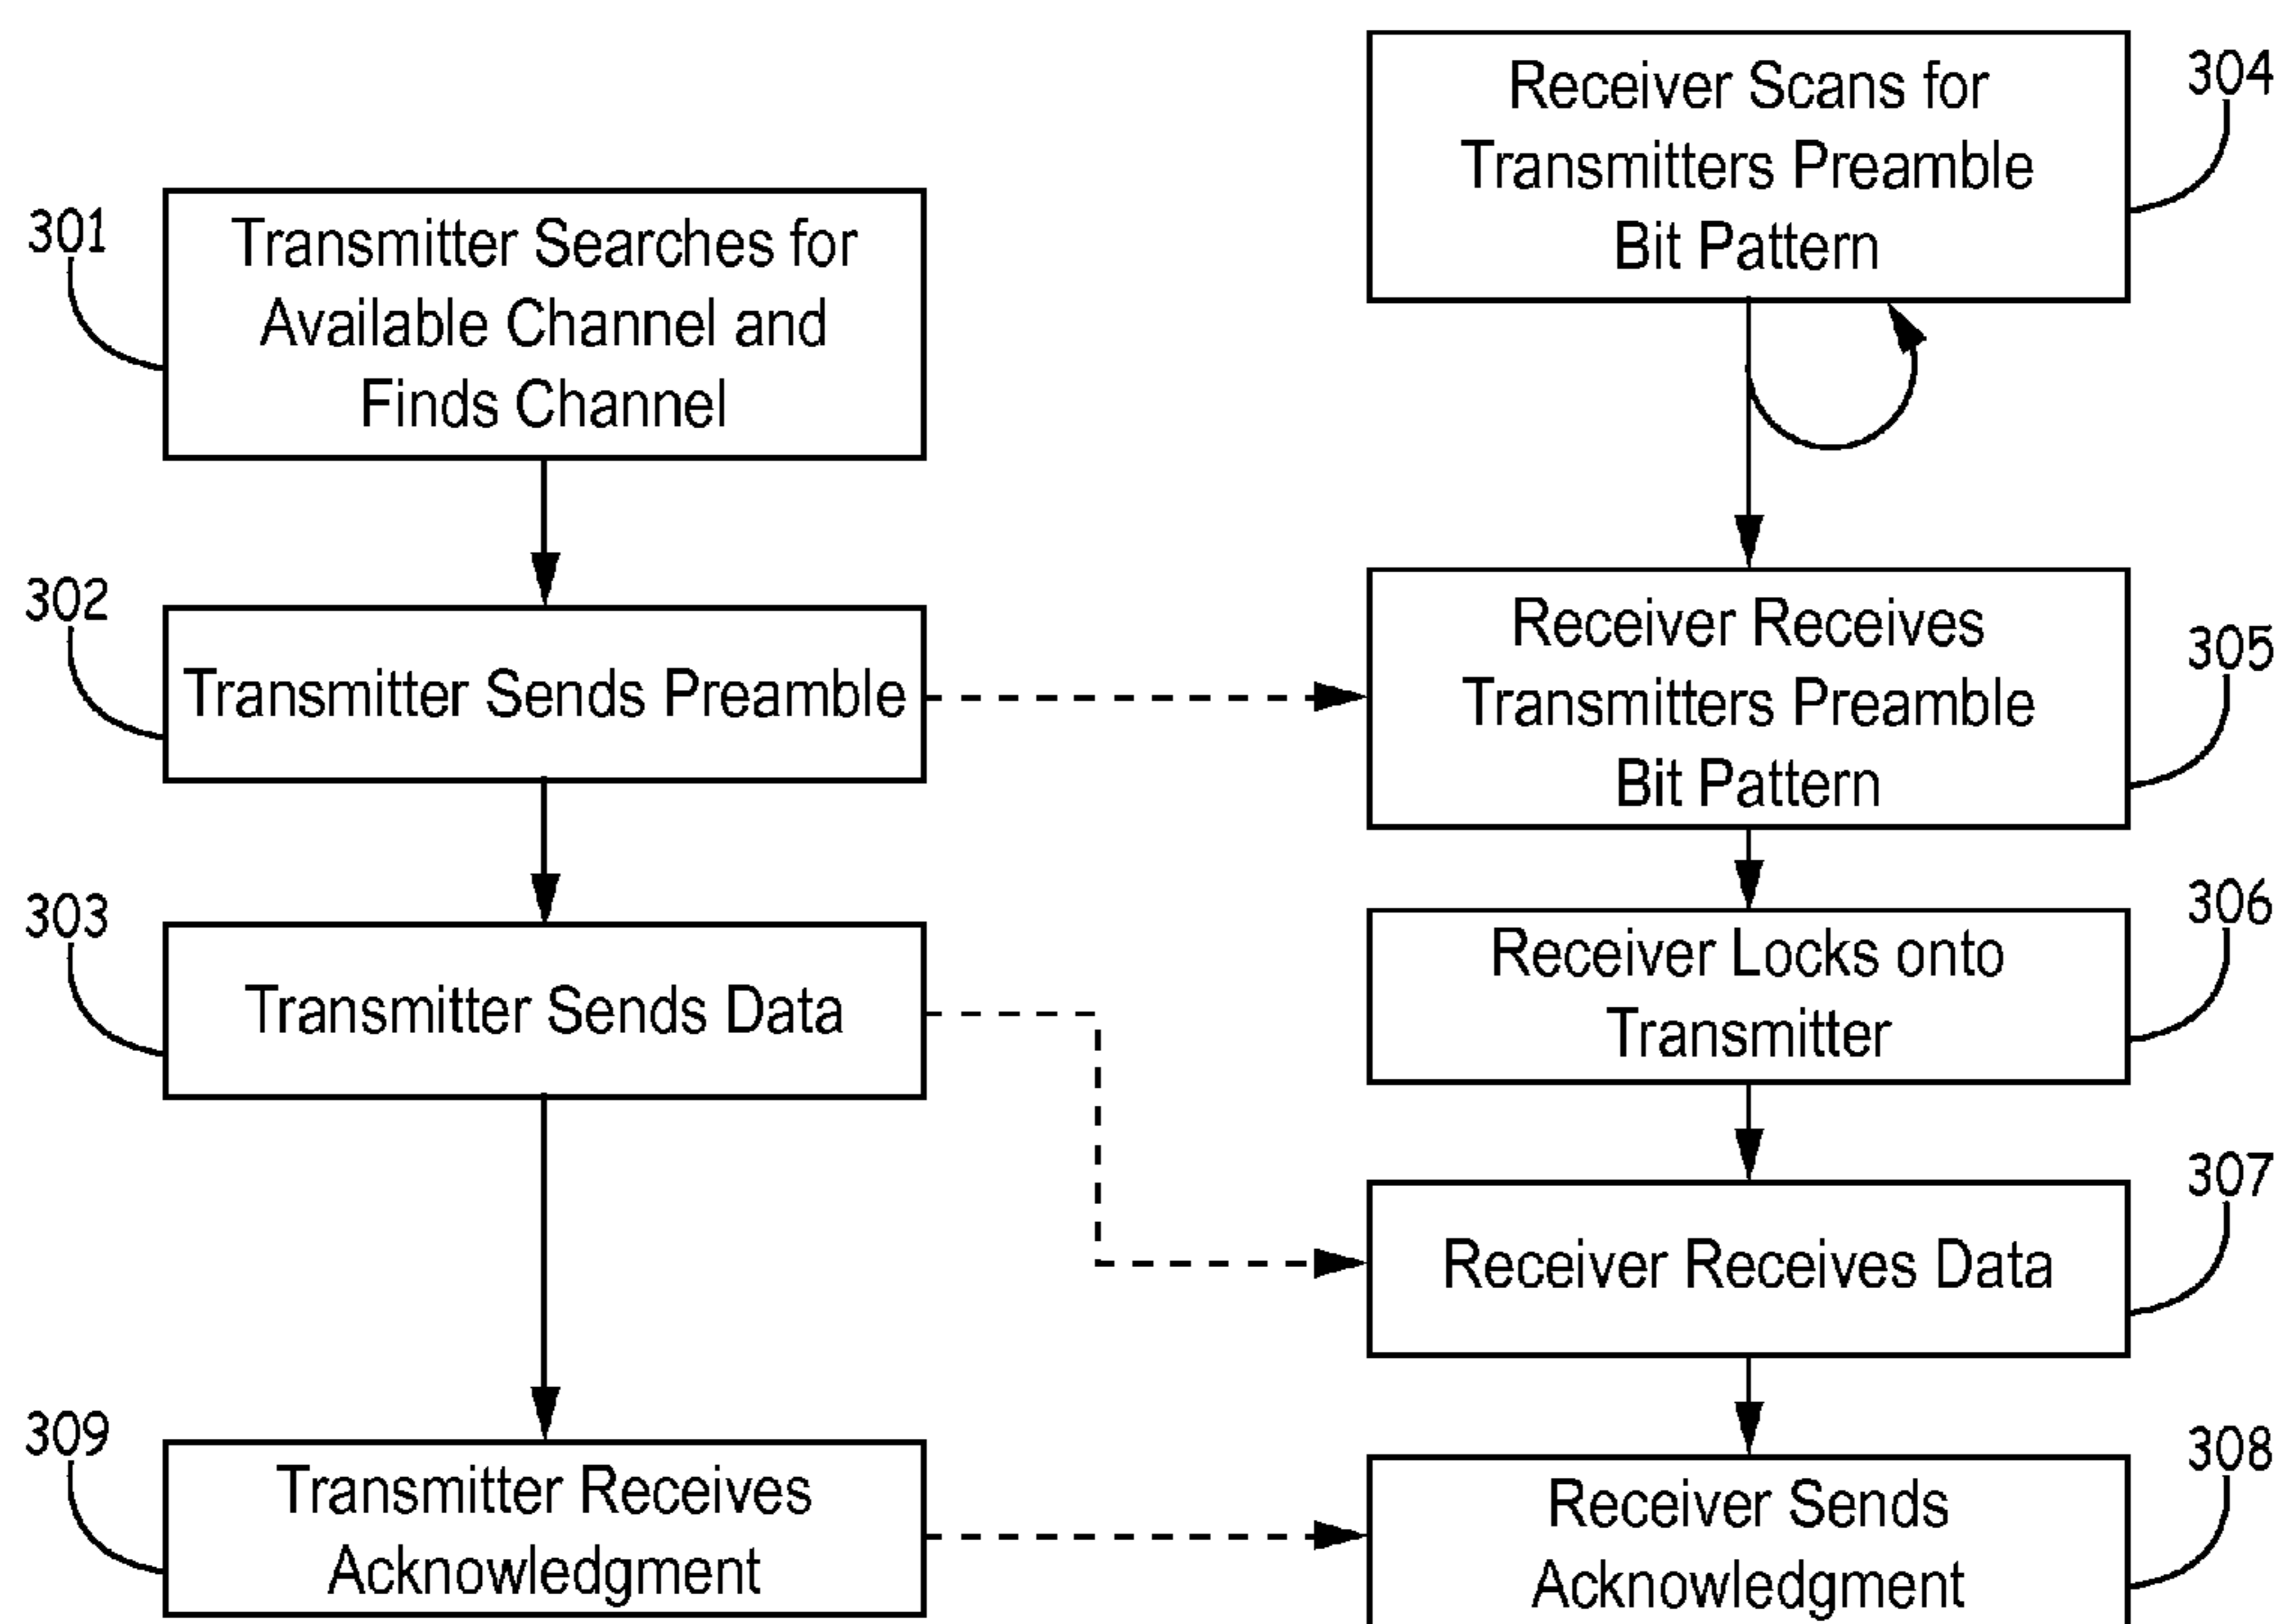 301
Transmitter Searches for
Available Channel and
Finds Channel
302
Transmitter Sends Preamble
303
Transmitter Sends Data
309
Transmitter Receives
Acknowledgment
304
Receiver Scans for
Transmitters Preamble
Bit Pattern
305
Receiver Receives
Transmitters Preamble
Bit Pattern
306
Receiver Locks onto
Transmitter
307
Receiver Receives Data
308
Receiver Sends
Acknowledgment